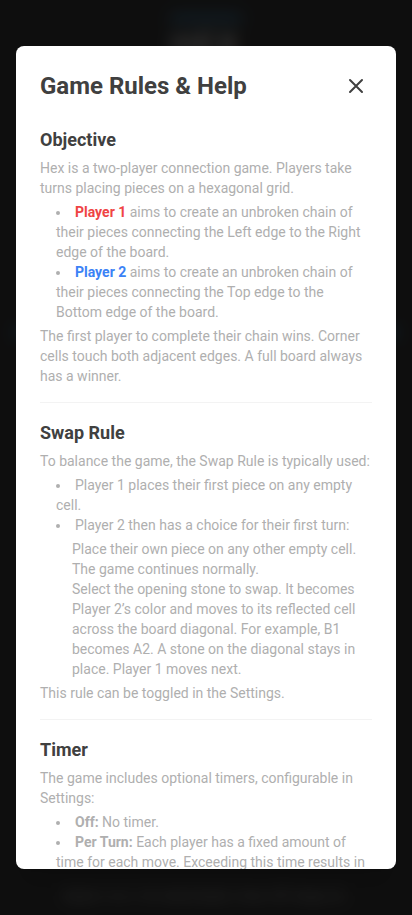 Game Rules & Help
Objective
Hex is a two-player connection game. Players take
turns placing pieces on a hexagonal grid.
• Player 1 aims to create an unbroken chain of
their pieces connecting the Left edge to the Right
edge of the board.
• Player 2 aims to create an unbroken chain of
their pieces connecting the Top edge to the
Bottom edge of the board.
The first player to complete their chain wins. Corner
cells touch both adjacent edges. A full board always
has a winner.
Swap Rule
To balance the game, the Swap Rule is typically used:
• Player 1 places their first piece on any empty
cell.
• Player 2 then has a choice for their first turn:
Place their own piece on any other empty cell.
The game continues normally.
Select the opening stone to swap. It becomes
Player 2’s color and moves to its reflected cell
across the board diagonal. For example, B1
becomes A2. A stone on the diagonal stays in
place. Player 1 moves next.
This rule can be toggled in the Settings.
Timer
The game includes optional timers, configurable in
Settings:
• Off: No timer.
• Per Turn: Each player has a fixed amount of
time for each move. Exceeding this time results in